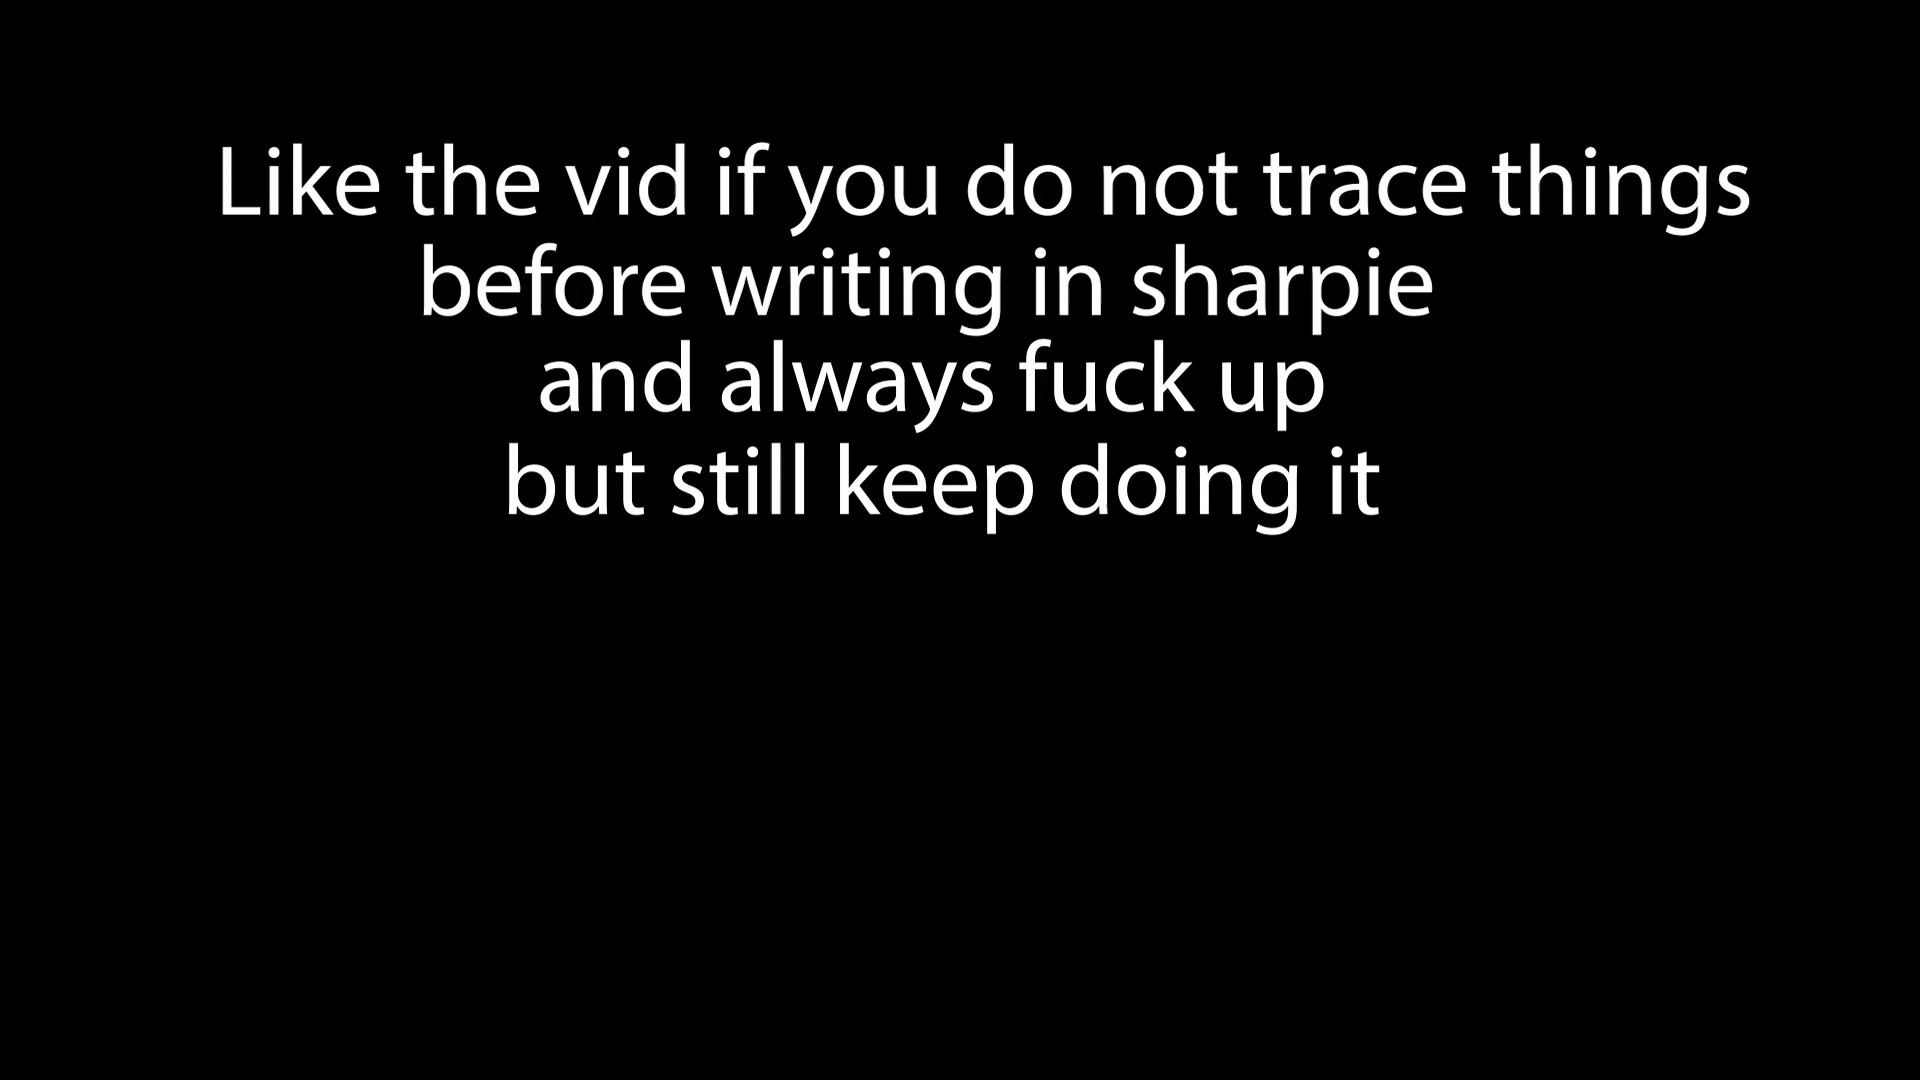 Like the vid if you do not trace things
before writing in sharpie
and always fuck up
but still keep doing it